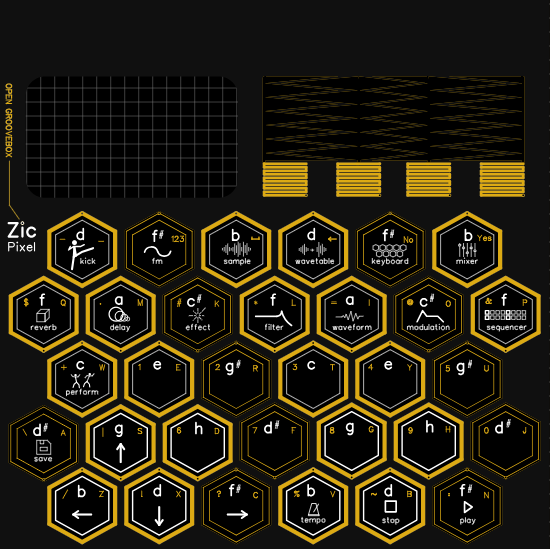 OPEN GROOVEBOX
Zic
Pixel
– d – kick
f# 123 fm
b sample
d wavetable
f# No keyboard
b Yes mixer
$ f Q reverb
a M delay
# c# K effect
* f L filter
= a I waveform
@ c# O modulation
& f P sequencer
+ c W perform
1 e E
2 g# R
3 c T
4 e Y
5 g# U
\ d# A save
| g S
6 h D
7 d# F
8 g G
9 h H
0 d# J
/ b Z
d X
? f# C
% b V tempo
~ d B stop
f# N play